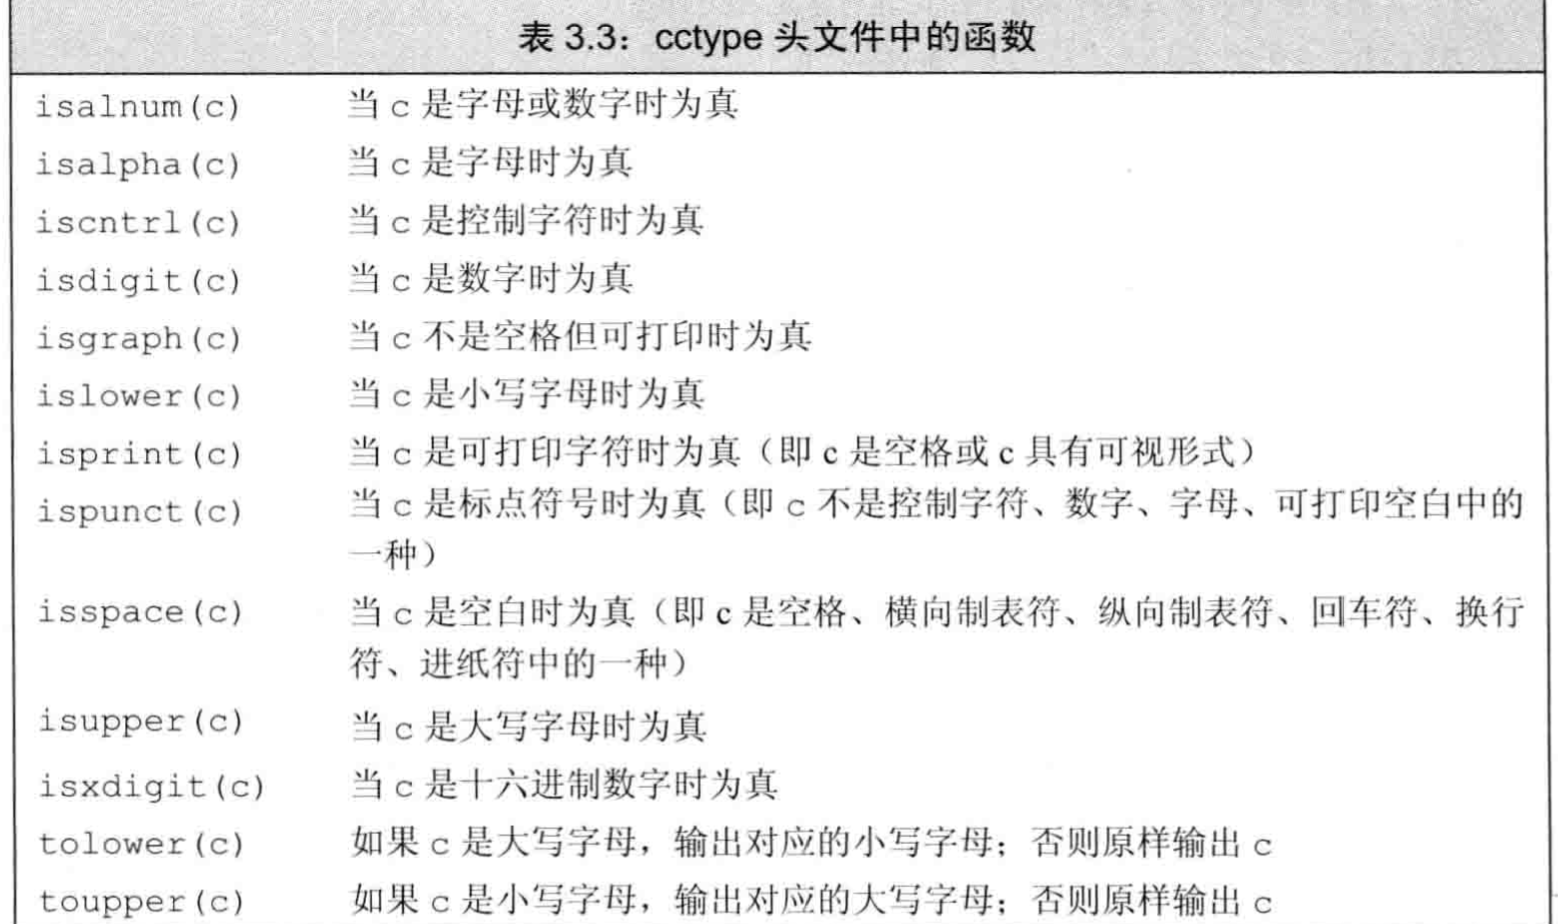 表 3.3：cctype 头文件中的函数
isalnum(c) 当 c 是字母或数字时为真
isalpha(c) 当 c 是字母时为真
iscntrl(c) 当 c 是控制字符时为真
isdigit(c) 当 c 是数字时为真
isgraph(c) 当 c 不是空格但可打印时为真
islower(c) 当 c 是小写字母时为真
isprint(c) 当 c 是可打印字符时为真（即 c 是空格或 c 具有可视形式）
ispunct(c) 当 c 是标点符号时为真（即 c 不是控制字符、数字、字母、可打印空白中的
一种）
isspace(c) 当 c 是空白时为真（即 c 是空格、横向制表符、纵向制表符、回车符、换行
符、进纸符中的一种）
isupper(c) 当 c 是大写字母时为真
isxdigit(c) 当 c 是十六进制数字时为真
tolower(c) 如果 c 是大写字母，输出对应的小写字母；否则原样输出 c
toupper(c) 如果 c 是小写字母，输出对应的大写字母；否则原样输出 c